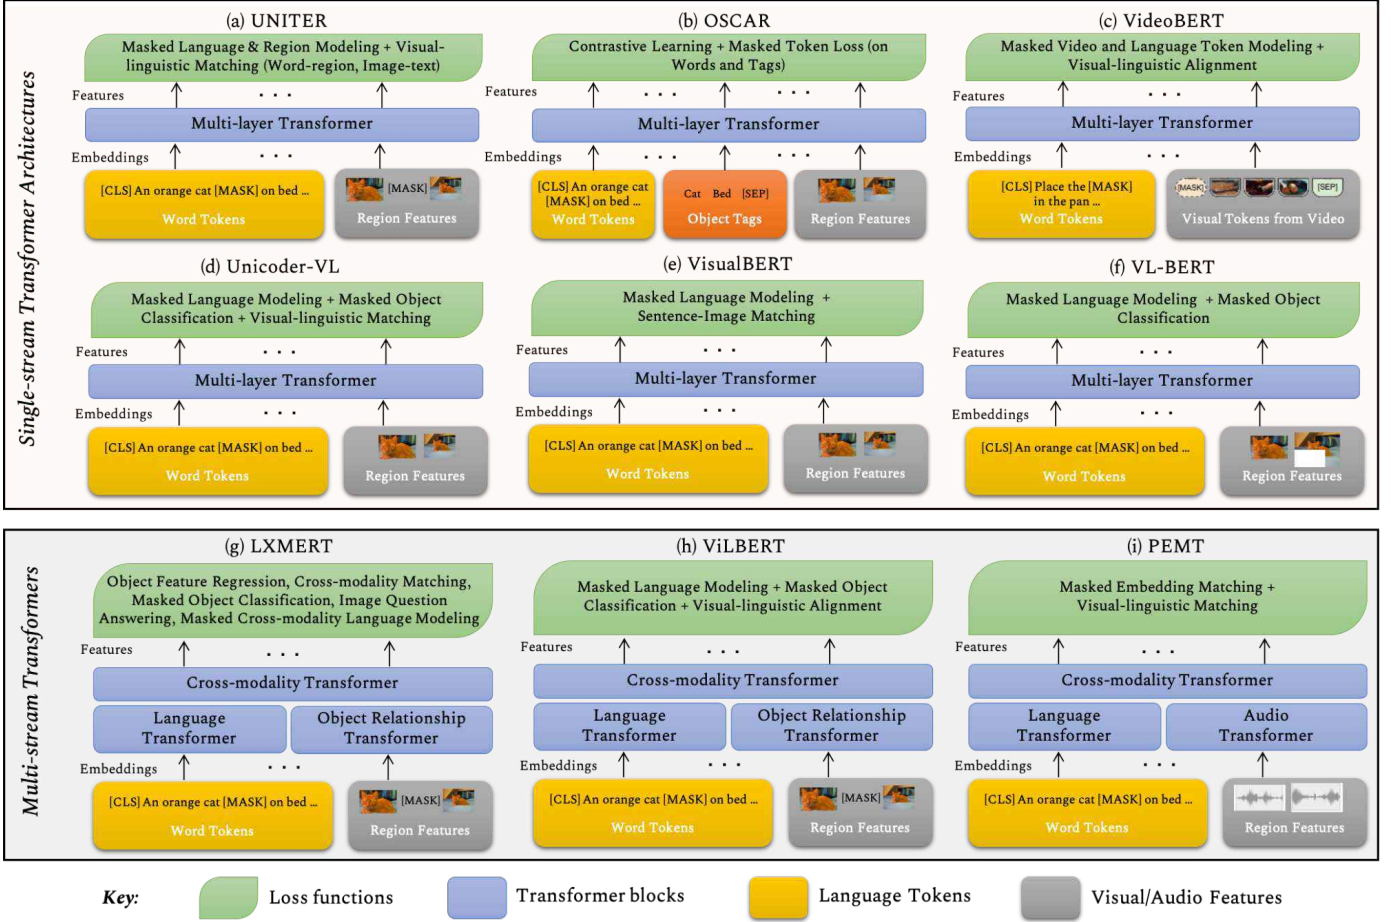 Single-stream Transformer Architectures
(a) UNITER
Masked Language & Region Modeling + Visual-
linguistic Matching (Word-region, Image-text)
Features
. . .
Multi-layer Transformer
Embeddings
. . .
[CLS] An orange cat [MASK] on bed ...
Word Tokens
[MASK]
Region Features
(b) OSCAR
Contrastive Learning + Masked Token Loss (on
Words and Tags)
Features
. . .
. . .
Multi-layer Transformer
Embeddings
. . .
. . .
[CLS] An orange cat
[MASK] on bed ...
Word Tokens
Cat Bed [SEP]
Object Tags
Region Features
(c) VideoBERT
Masked Video and Language Token Modeling +
Visual-linguistic Alignment
Features
. . .
Multi-layer Transformer
Embeddings
. . .
[CLS] Place the [MASK]
in the pan ...
Word Tokens
[MASK] [SEP]
Visual Tokens from Video
(d) Unicoder-VL
Masked Language Modeling + Masked Object
Classification + Visual-linguistic Matching
Features
. . .
Multi-layer Transformer
Embeddings
. . .
[CLS] An orange cat [MASK] on bed ...
Word Tokens
Region Features
(e) VisualBERT
Masked Language Modeling +
Sentence-Image Matching
Features
. . .
Multi-layer Transformer
Embeddings
. . .
[CLS] An orange cat [MASK] on bed ...
Word Tokens
Region Features
(f) VL-BERT
Masked Language Modeling + Masked Object
Classification
Features
. . .
Multi-layer Transformer
Embeddings
. . .
[CLS] An orange cat [MASK] on bed ...
Word Tokens
Region Features
Multi-stream Transformers
(g) LXMERT
Object Feature Regression, Cross-modality Matching,
Masked Object Classification, Image Question
Answering, Masked Cross-modality Language Modeling
Features
. . .
Cross-modality Transformer
Language
Transformer
Object Relationship
Transformer
Embeddings
. . .
[CLS] An orange cat [MASK] on bed ...
Word Tokens
[MASK]
Region Features
(h) ViLBERT
Masked Language Modeling + Masked Object
Classification + Visual-linguistic Alignment
Features
. . .
Cross-modality Transformer
Language
Transformer
Object Relationship
Transformer
Embeddings
. . .
[CLS] An orange cat [MASK] on bed ...
Word Tokens
[MASK]
Region Features
(i) PEMT
Masked Embedding Matching +
Visual-linguistic Matching
Features
. . .
Cross-modality Transformer
Language
Transformer
Audio
Transformer
Embeddings
. . .
[CLS] An orange cat [MASK] on bed ...
Word Tokens
Region Features
Key:
Loss functions
Transformer blocks
Language Tokens
Visual/Audio Features